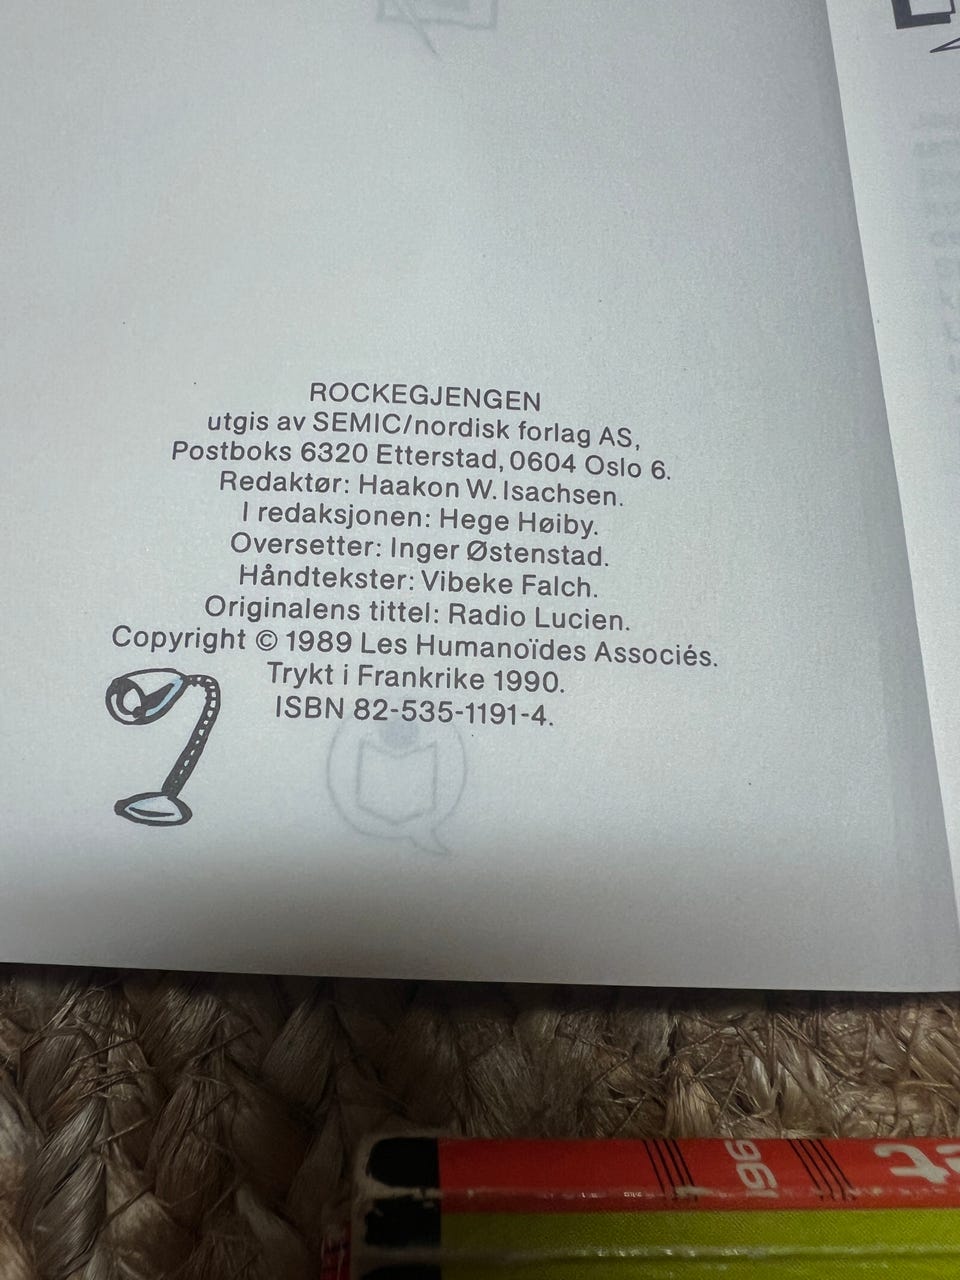 ROCKEGJENGEN
utgis av SEMIC/nordisk forlag AS,
Postboks 6320 Etterstad, 0604 Oslo 6.
Redaktør: Haakon W. Isachsen.
I redaksjonen: Hege Høiby.
Oversetter: Inger Østenstad.
Håndtekster: Vibeke Falch.
Originalens tittel: Radio Lucien.
Copyright © 1989 Les Humanoïdes Associés.
Trykt i Frankrike 1990.
ISBN 82-535-1191-4.